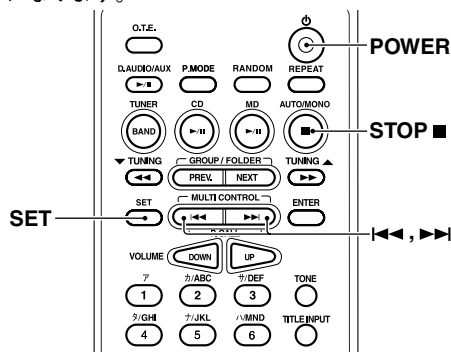 O.T.E.
POWER
D.AUDIO/AUX P.MODE RANDOM REPEAT
TUNER CD MD AUTO/MONO
BAND
STOP ■
▼ TUNING GROUP / FOLDER TUNING ▲
PREV. NEXT
SET MULTI CONTROL ENTER
SET
⏮ , ⏭
VOLUME DOWN UP TONE
ア カ/ABC サ/DEF
1 2 3
タ/GHI ナ/JKL ハ/MNO TITLE INPUT
4 5 6